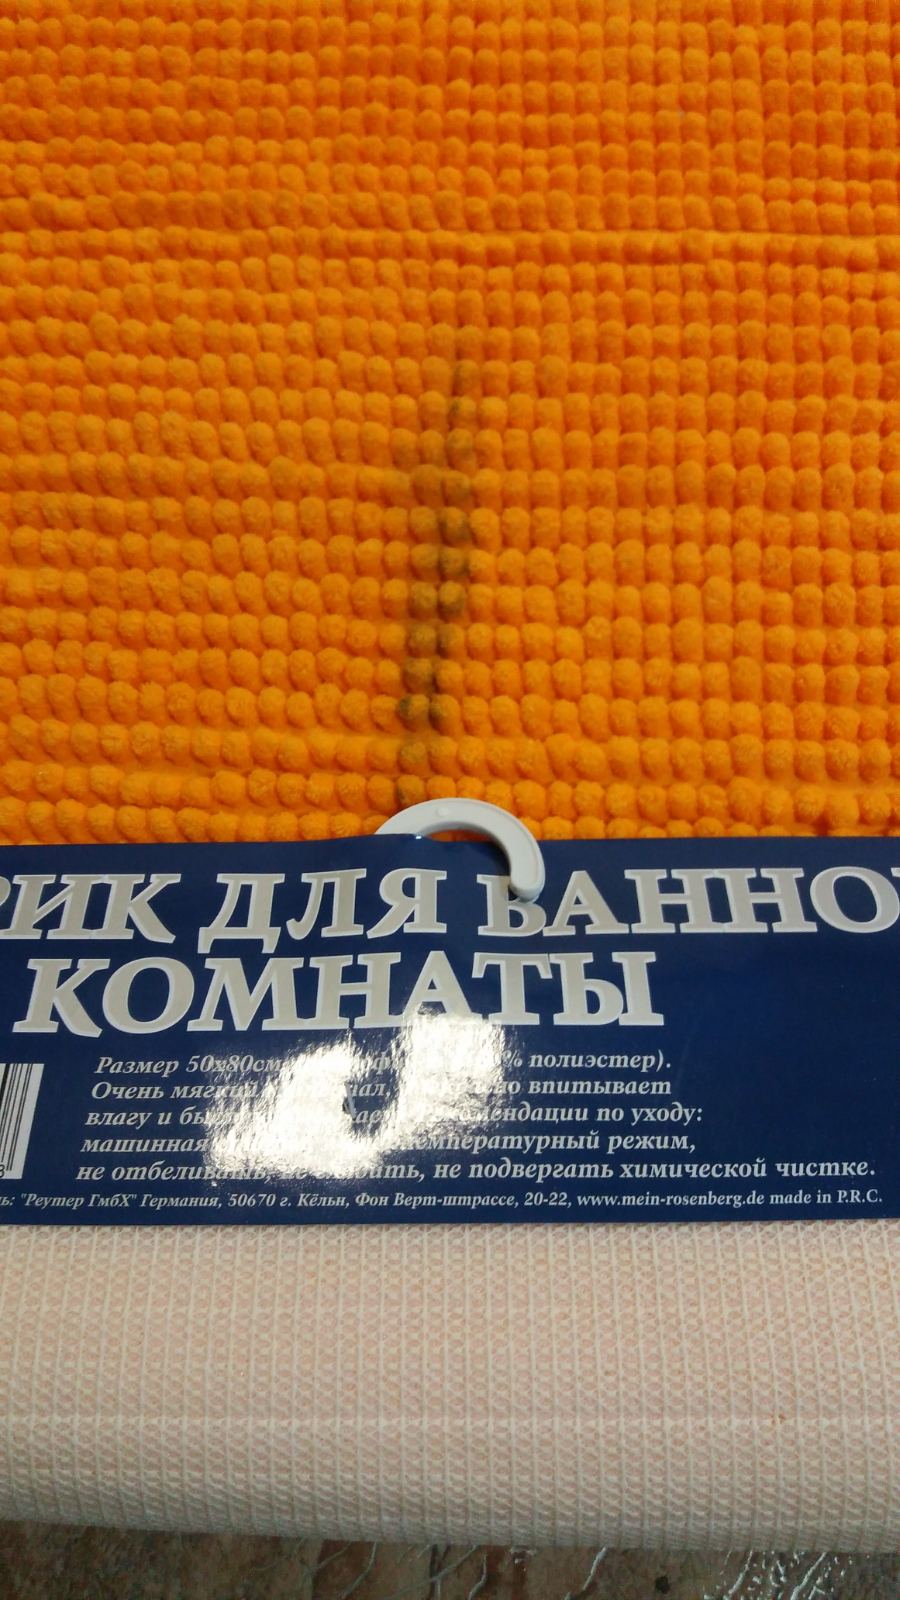 РИК ДЛЯ ВАННО
КОМНАТЫ
Размер 50х80см полиэстер).
Очень мягкий впитывает
влагу и по уходу:
машинная температурный режим,
не отбеливать, не подвергать химической чистке.
ь: "Реутер ГмбХ" Германия, 50670 г. Кёльн, Фон Верт-штрассе, 20-22, www.mein-rosenberg.de made in P.R.C.